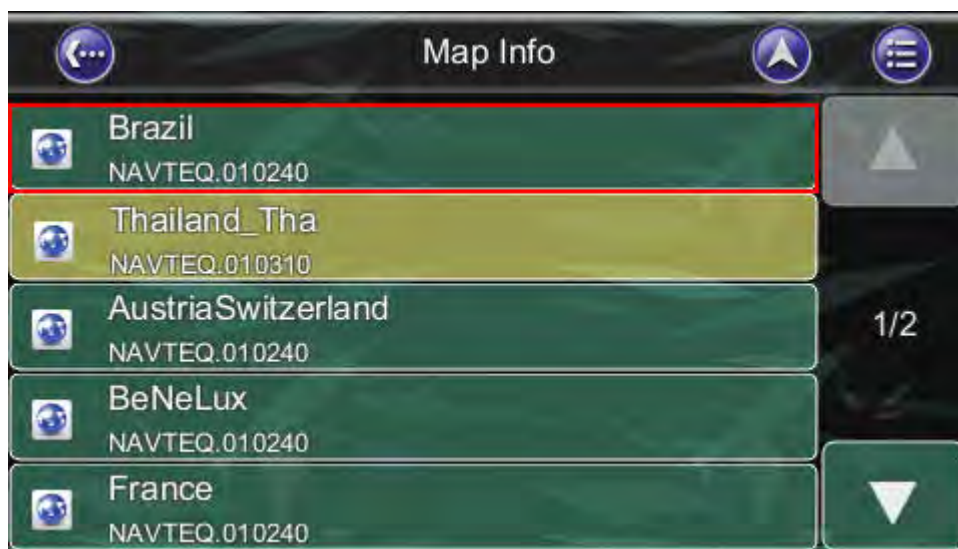 Map Info
Brazil
NAVTEQ.010240
Thailand_Tha
NAVTEQ.010310
AustriaSwitzerland
NAVTEQ.010240
1/2
BeNeLux
NAVTEQ.010240
France
NAVTEQ.010240